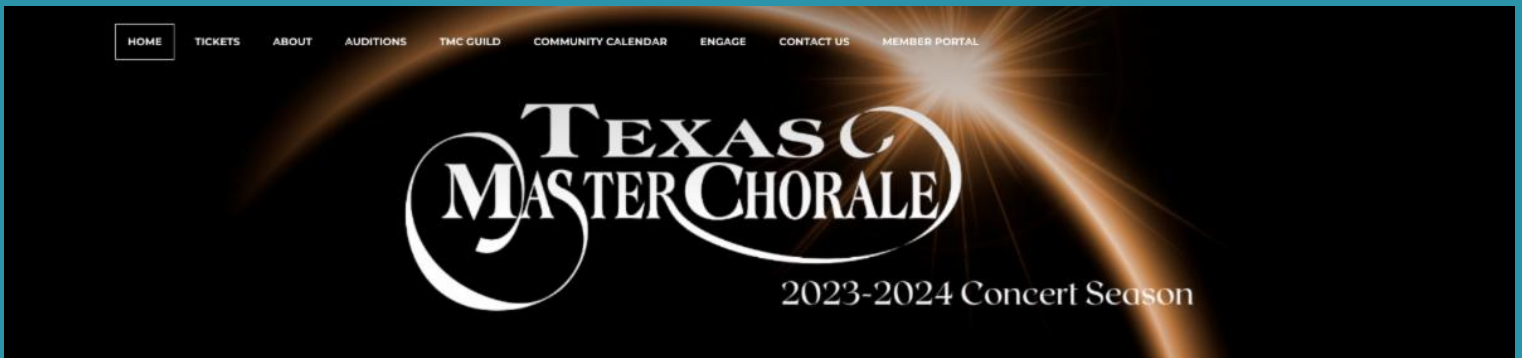 HOME TICKETS ABOUT AUDITIONS TMC GUILD COMMUNITY CALENDAR ENGAGE CONTACT US MEMBER PORTAL
TEXAS
MASTER CHORALE
2023-2024 Concert Season